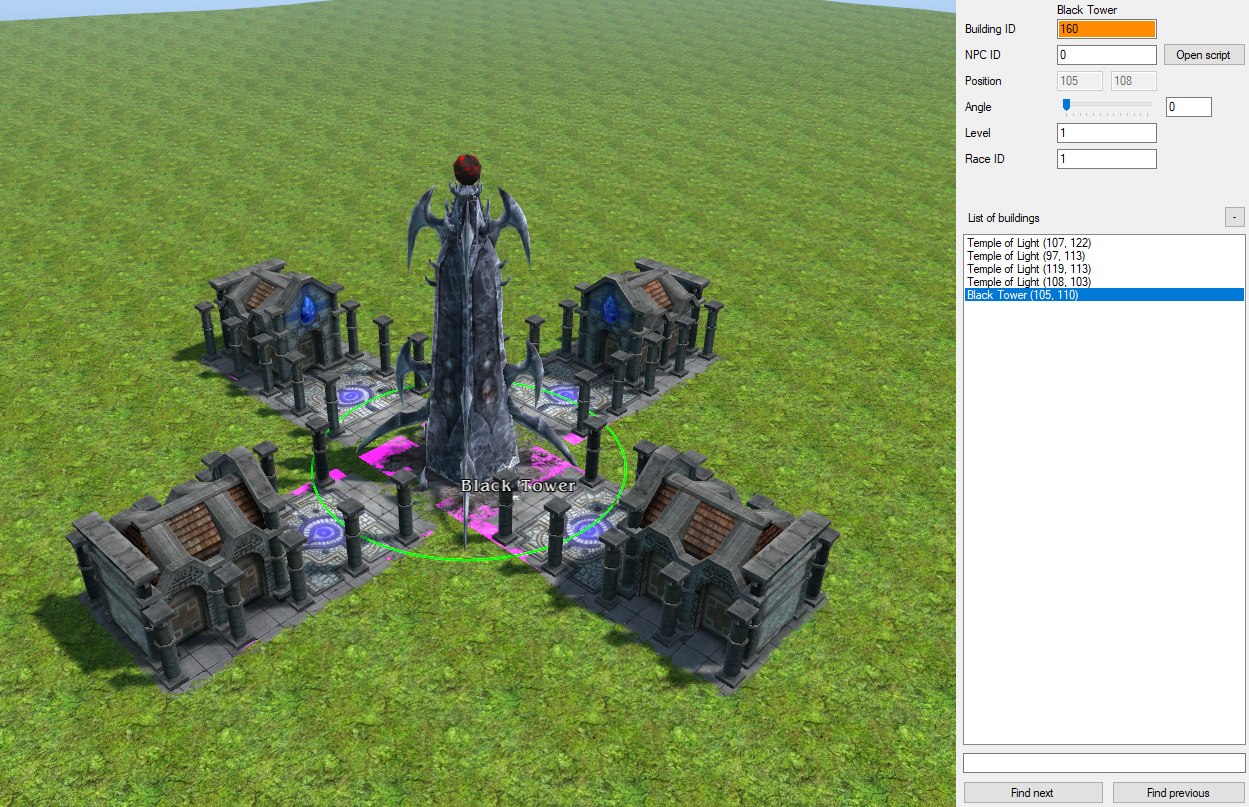 Black Tower
Building ID 160
NPC ID 0 Open script
Position 105 108
Angle 0
Level 1
Race ID 1
List of buildings -
Temple of Light (107, 122)
Temple of Light (97, 113)
Temple of Light (119, 113)
Temple of Light (108, 103)
Black Tower (105, 110)
Black Tower
Find next Find previous